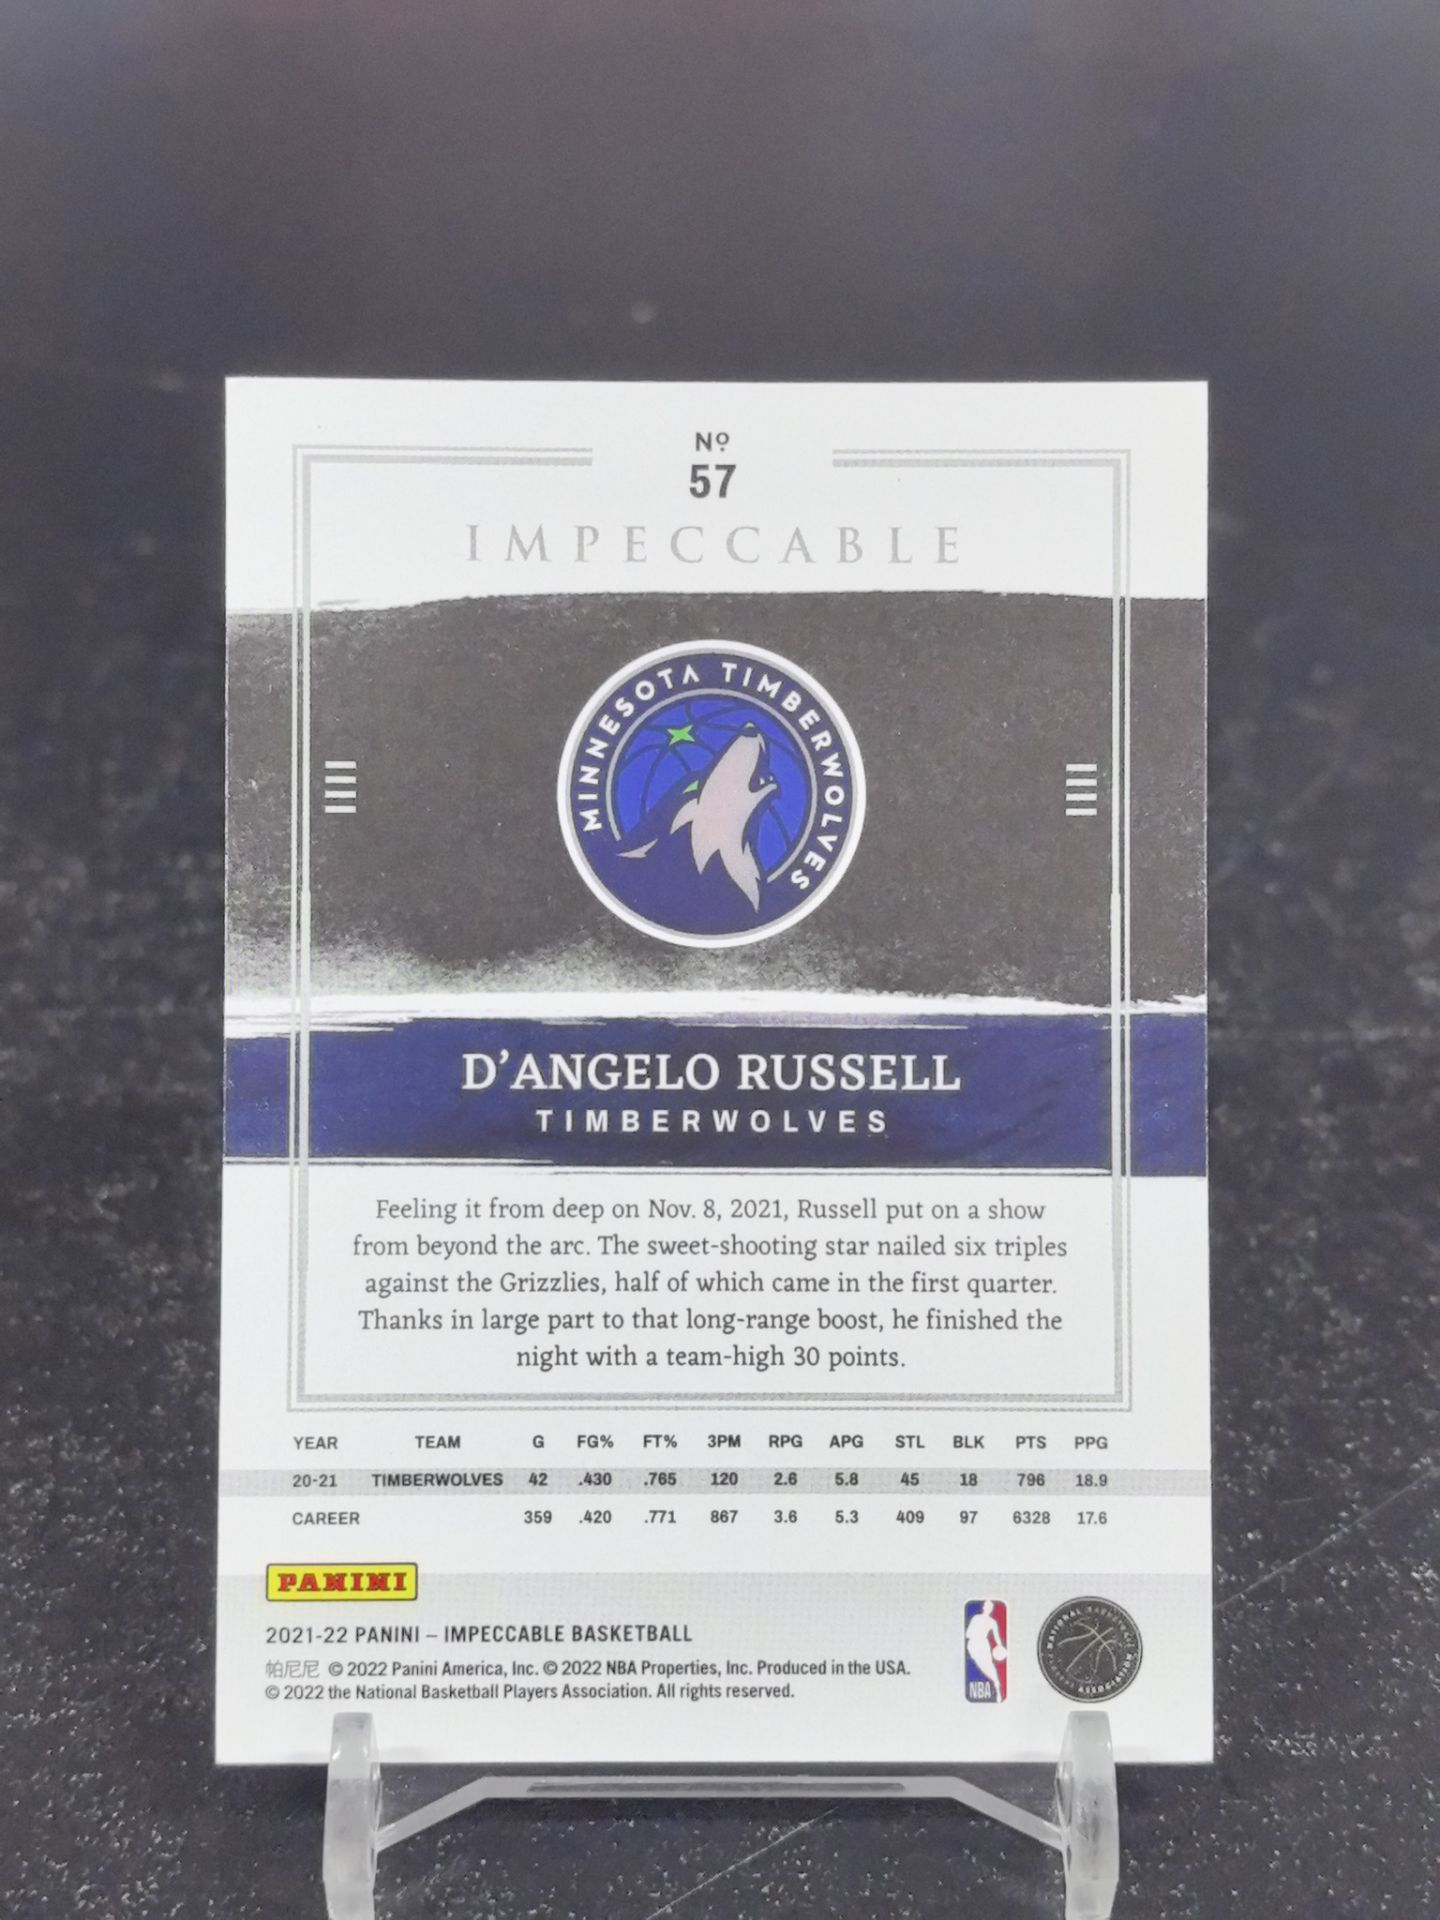 Nº
57
IMPECCABLE
MINNESOTA TIMBERWOLVES
D'ANGELO RUSSELL
TIMBERWOLVES
Feeling it from deep on Nov. 8, 2021, Russell put on a show
from beyond the arc. The sweet-shooting star nailed six triples
against the Grizzlies, half of which came in the first quarter.
Thanks in large part to that long-range boost, he finished the
night with a team-high 30 points.
YEAR TEAM G FG% FT% 3PM RPG APG STL BLK PTS PPG
20-21 TIMBERWOLVES 42 .430 .765 120 2.6 5.8 45 18 796 18.9
CAREER 359 .420 .771 867 3.6 5.3 409 97 6328 17.6
PANINI
2021-22 PANINI – IMPECCABLE BASKETBALL
帕尼尼 © 2022 Panini America, Inc. © 2022 NBA Properties, Inc. Produced in the USA.
© 2022 the National Basketball Players Association. All rights reserved.
NBA
NATIONAL BASKETBALL PLAYERS ASSOCIATION